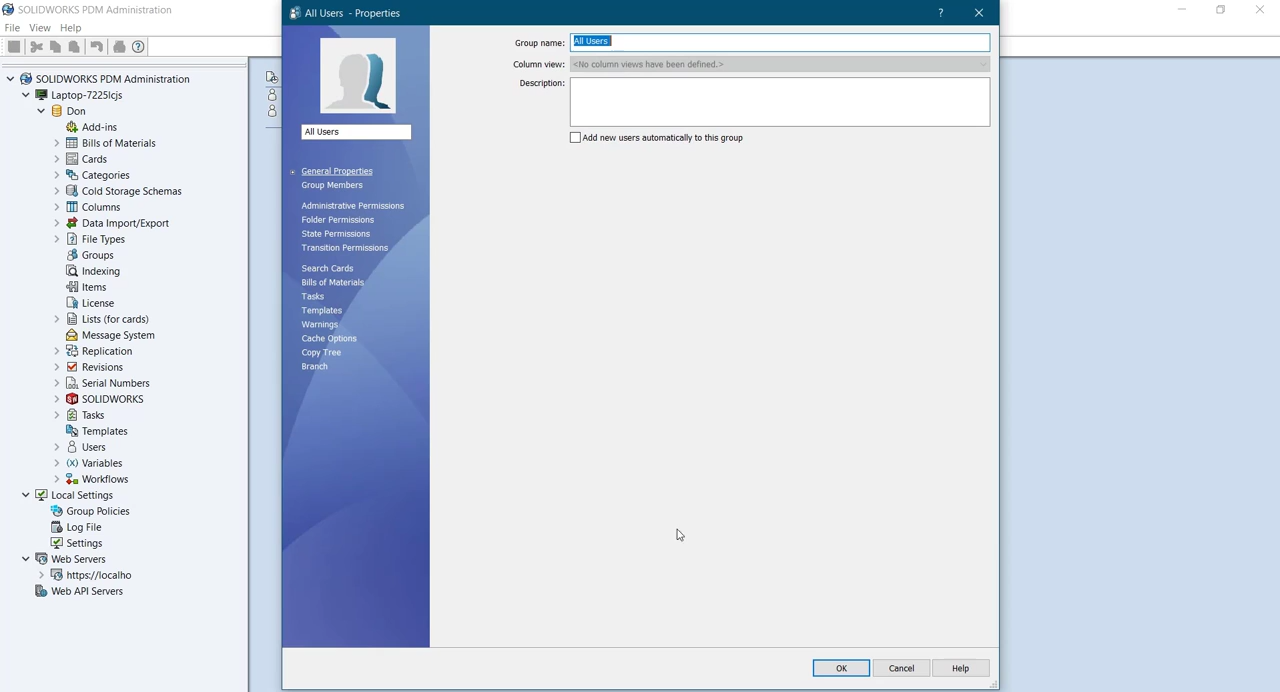 SOLIDWORKS PDM Administration
File View Help
SOLIDWORKS PDM Administration
Laptop-7225lcjs
Don
Add-ins
Bills of Materials
Cards
Categories
Cold Storage Schemas
Columns
Data Import/Export
File Types
Groups
Indexing
Items
License
Lists (for cards)
Message System
Replication
Revisions
Serial Numbers
SOLIDWORKS
Tasks
Templates
Users
Variables
Workflows
Local Settings
Group Policies
Log File
Settings
Web Servers
https://localho
Web API Servers
All Users - Properties
All Users
General Properties
Group Members
Administrative Permissions
Folder Permissions
State Permissions
Transition Permissions
Search Cards
Bills of Materials
Tasks
Templates
Warnings
Cache Options
Copy Tree
Branch
Group name: All Users
Column view: <No column views have been defined.>
Description:
Add new users automatically to this group
OK Cancel Help